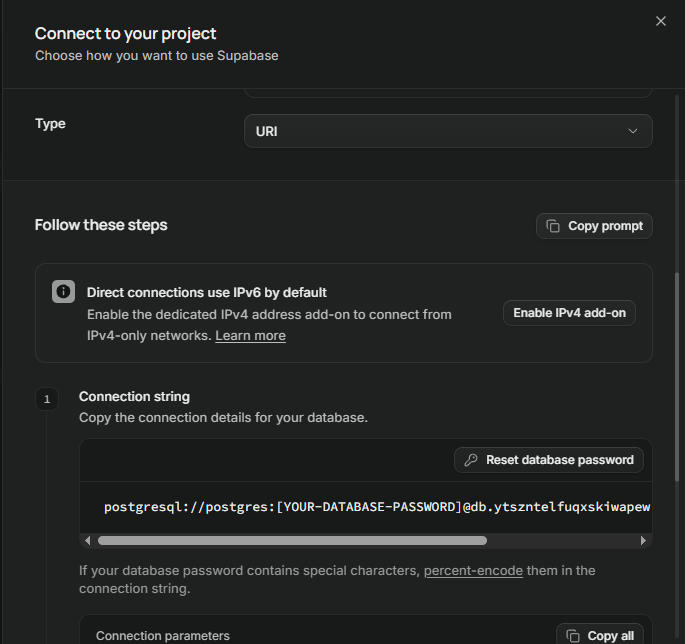 Connect to your project
Choose how you want to use Supabase
Type
URI
Follow these steps
Copy prompt
Direct connections use IPv6 by default
Enable the dedicated IPv4 address add-on to connect from
IPv4-only networks. Learn more
Enable IPv4 add-on
1
Connection string
Copy the connection details for your database.
Reset database password
postgresql://postgres:[YOUR-DATABASE-PASSWORD]@db.ytszntelfuqxskiwapew
If your database password contains special characters, percent-encode them in the
connection string.
Connection parameters
Copy all